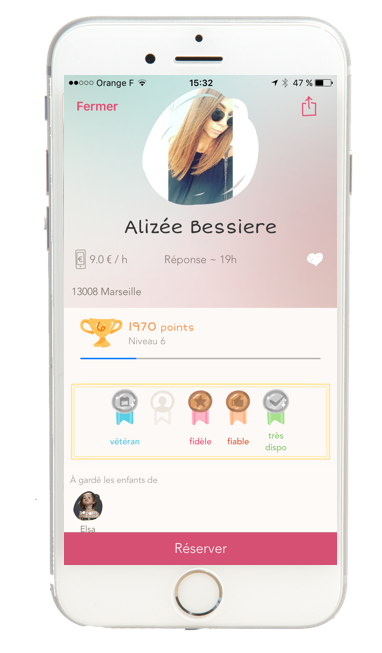 Orange F 15:32 47 %
Fermer
Alizée Bessiere
€ 9.0 € / h Réponse ~ 19h
13008 Marseille
6 1970 points
Niveau 6
vétéran fidèle fiable très dispo
À gardé les enfants de
Elsa
Réserver